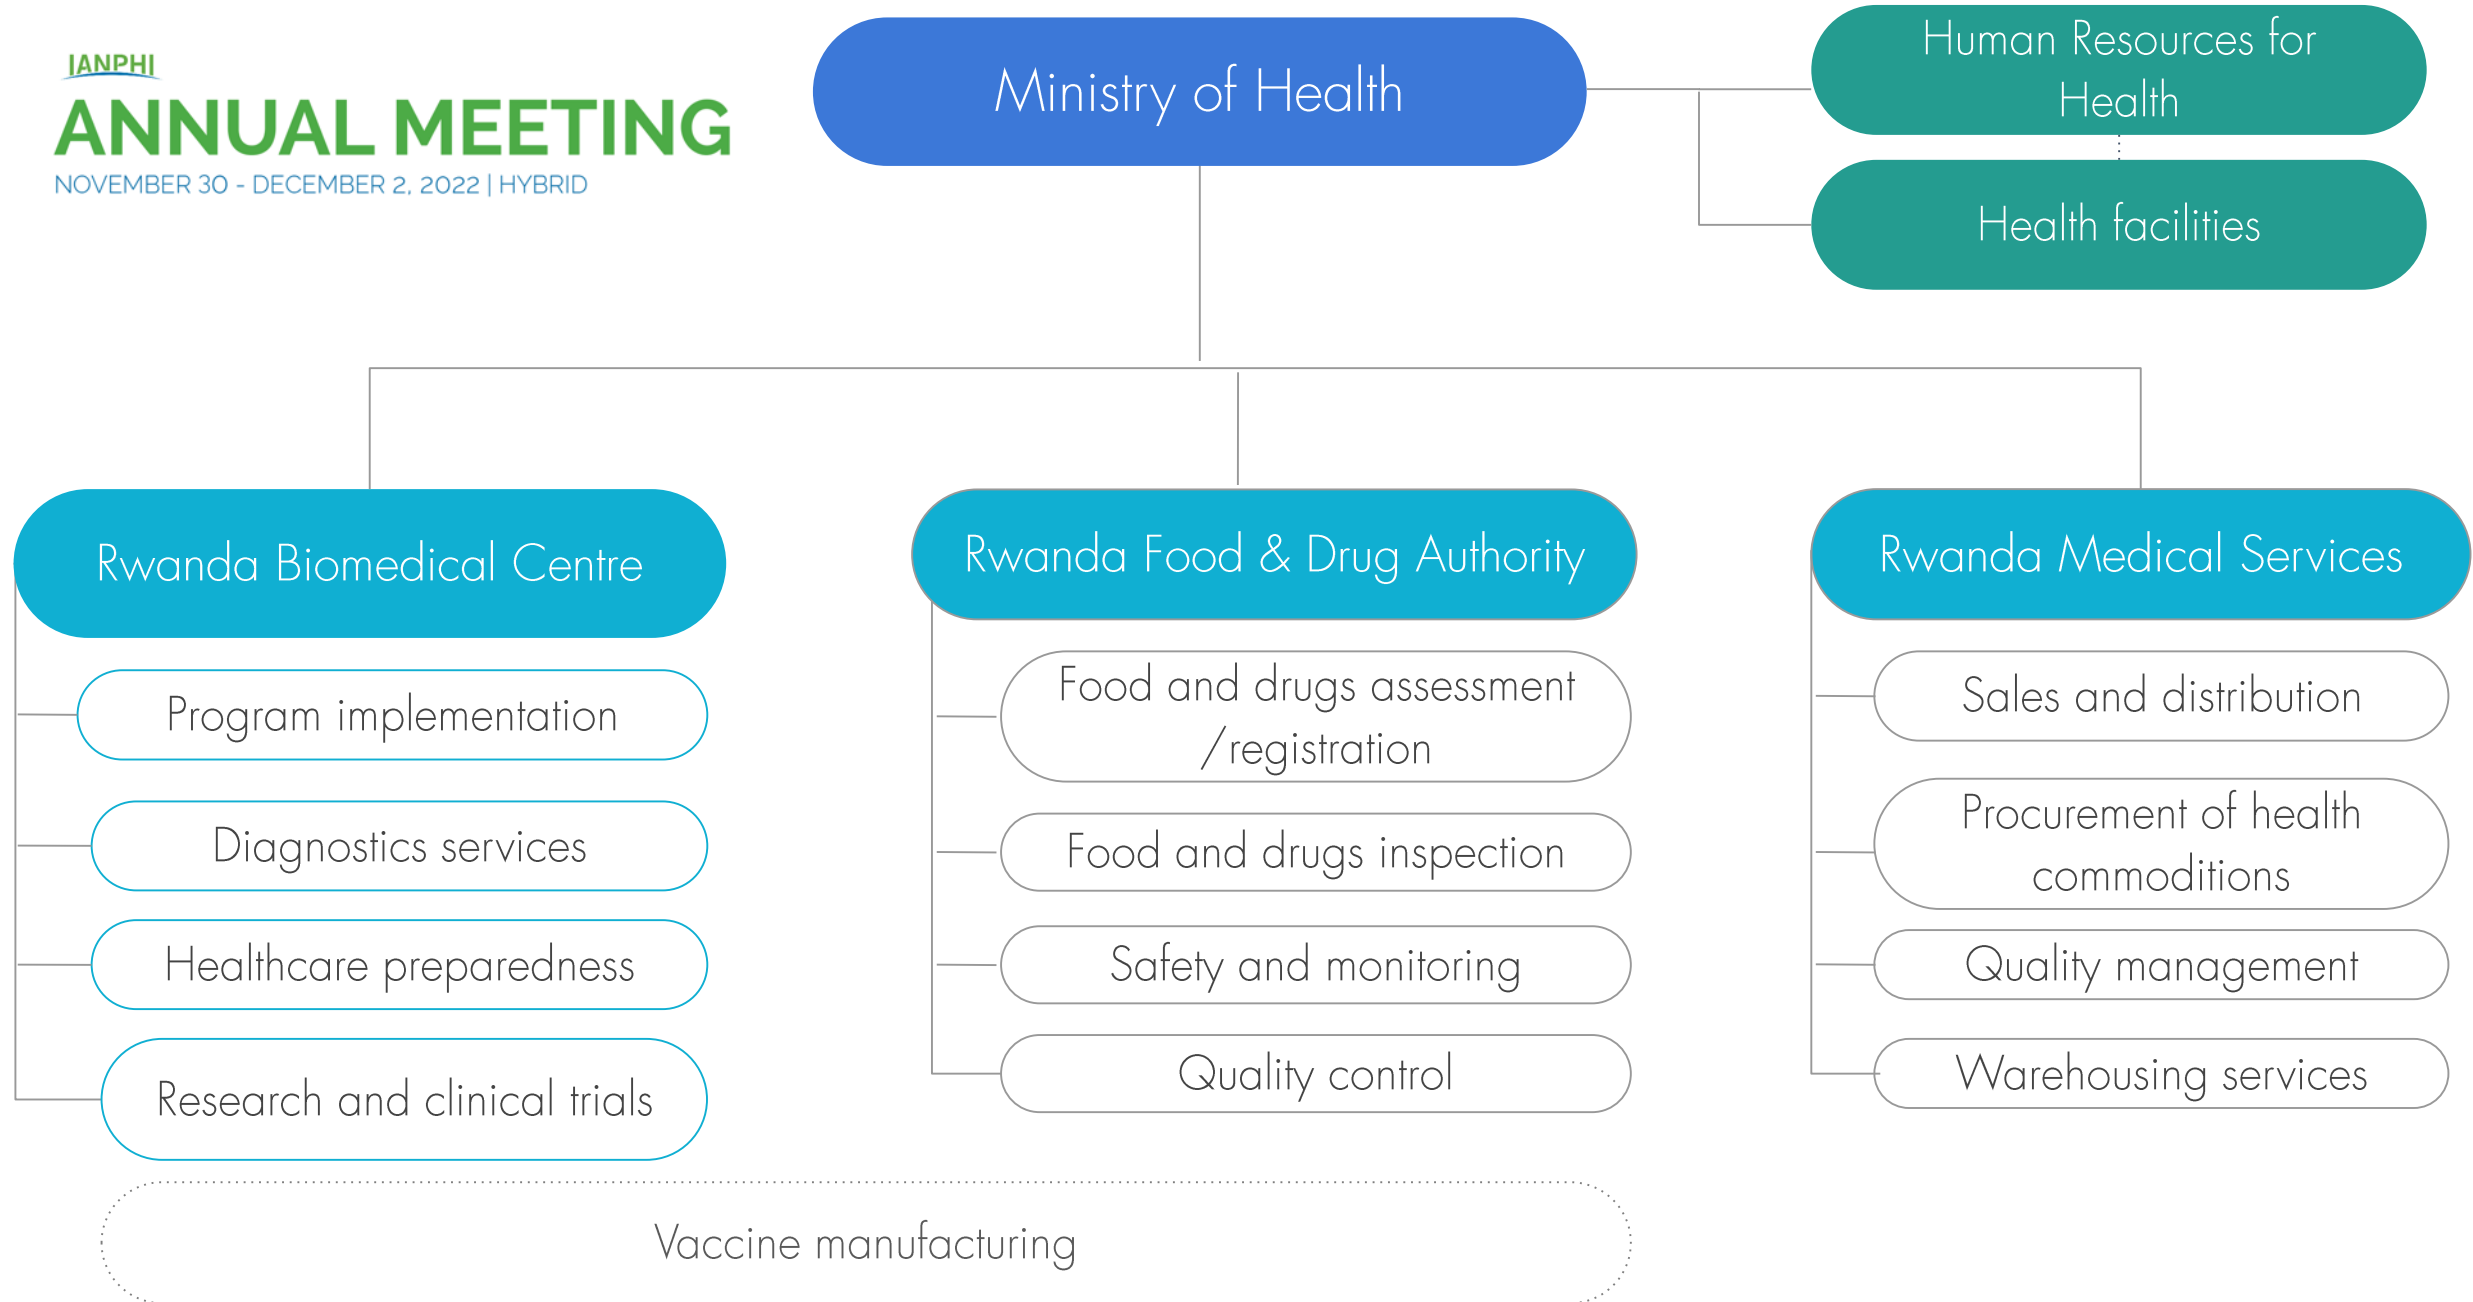 IANPHI
ANNUAL MEETING
NOVEMBER 30 - DECEMBER 2, 2022 | HYBRID
Ministry of Health
Human Resources for
Health
Health facilities
Rwanda Biomedical Centre
Program implementation
Diagnostics services
Healthcare preparedness
Research and clinical trials
Rwanda Food & Drug Authority
Food and drugs assessment
/registration
Food and drugs inspection
Safety and monitoring
Quality control
Rwanda Medical Services
Sales and distribution
Procurement of health
commoditions
Quality management
Warehousing services
Vaccine manufacturing